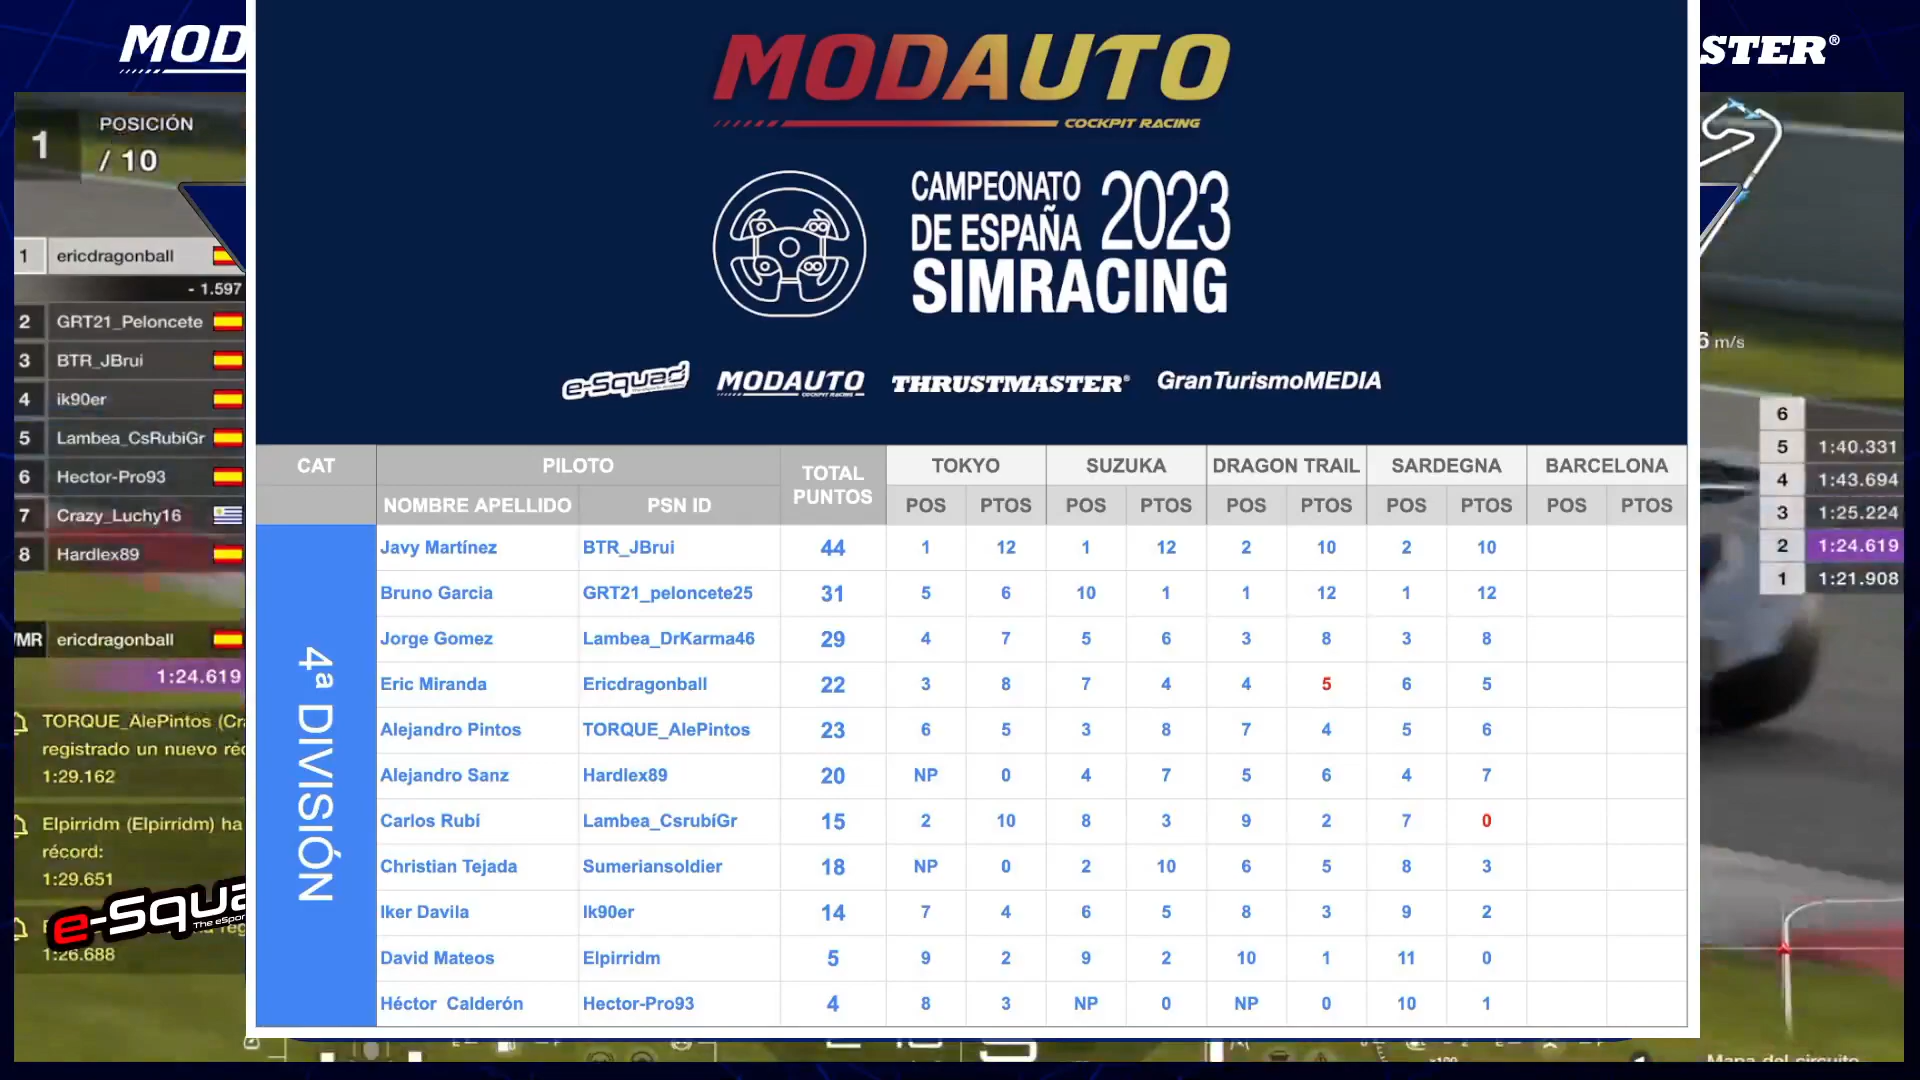 MOD
MODAUTO
COCKPIT RACING
STER®
1
POSICIÓN
/ 10
CAMPEONATO
DE ESPAÑA 2023
SIMRACING
e-Squad MODAUTO THRUSTMASTER® GranTurismoMEDIA
COCKPIT RACING
1 ericdragonball
- 1.597
2 GRT21_Peloncete
3 BTR_JBrui
4 ik90er
5 Lambea_CsRubiGr
6 Hector-Pro93
7 Crazy_Luchy16
8 Hardlex89
/MR ericdragonball
1:24.619
TORQUE_AlePintos (Cr
registrado un nuevo
1:29.162
Elpirridm (Elpirridm) ha
récord:
1:29.651
e-Squa
The eSpor
1:26.688
6 m/s
6
5 1:40.331
4 1:43.694
3 1:25.224
2 1:24.619
1 1:21.908
CAT PILOTO TOTAL PUNTOS TOKYO SUZUKA DRAGON TRAIL SARDEGNA BARCELONA
NOMBRE APELLIDO PSN ID POS PTOS POS PTOS POS PTOS POS PTOS POS PTOS
4ª DIVISIÓN
Javy Martínez BTR_JBrui 44 1 12 1 12 2 10 2 10
Bruno Garcia GRT21_peloncete25 31 5 6 10 1 1 12 1 12
Jorge Gomez Lambea_DrKarma46 29 4 7 5 6 3 8 3 8
Eric Miranda Ericdragonball 22 3 8 7 4 4 5 6 5
Alejandro Pintos TORQUE_AlePintos 23 6 5 3 8 7 4 5 6
Alejandro Sanz Hardlex89 20 NP 0 4 7 5 6 4 7
Carlos Rubí Lambea_CsrubíGr 15 2 10 8 3 9 2 7 0
Christian Tejada Sumeriansoldier 18 NP 0 2 10 6 5 8 3
Iker Davila Ik90er 14 7 4 6 5 8 3 9 2
David Mateos Elpirridm 5 9 2 9 2 10 1 11 0
Héctor Calderón Hector-Pro93 4 8 3 NP 0 NP 0 10 1
Mapa del circuito